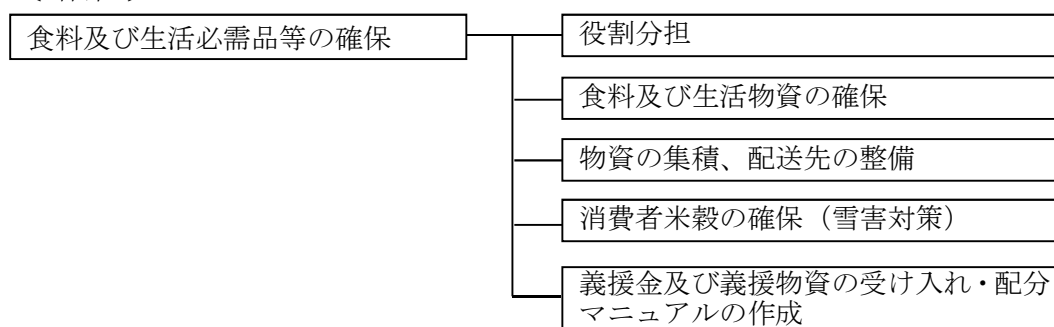 食料及び生活必需品等の確保
役割分担
食料及び生活物資の確保
物資の集積、配送先の整備
消費者米穀の確保（雪害対策）
義援金及び義援物資の受け入れ・配分
マニュアルの作成